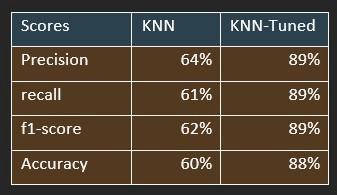 Scores KNN KNN-Tuned
Precision 64% 89%
recall 61% 89%
f1-score 62% 89%
Accuracy 60% 88%